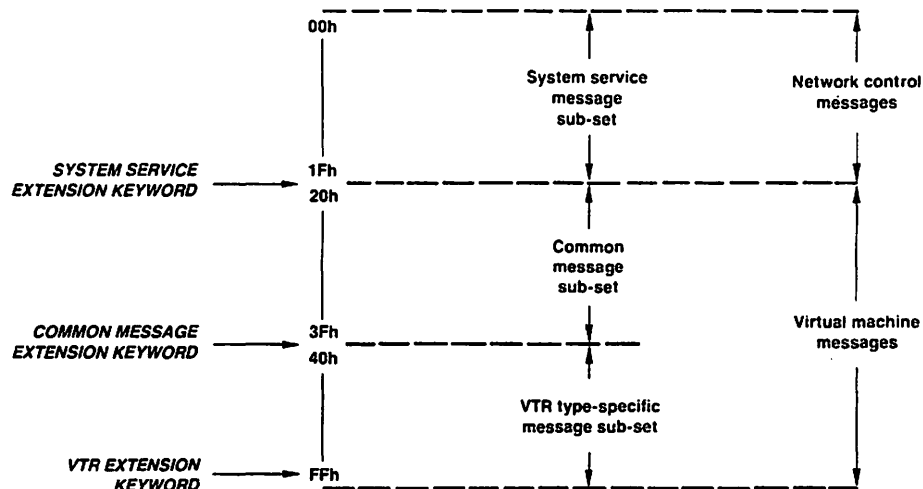 00h
System service
message
sub-set
Network control
messages
SYSTEM SERVICE
EXTENSION KEYWORD
1Fh
20h
Common
message
sub-set
COMMON MESSAGE
EXTENSION KEYWORD
3Fh
40h
Virtual machine
messages
VTR type-specific
message sub-set
VTR EXTENSION
KEYWORD
FFh